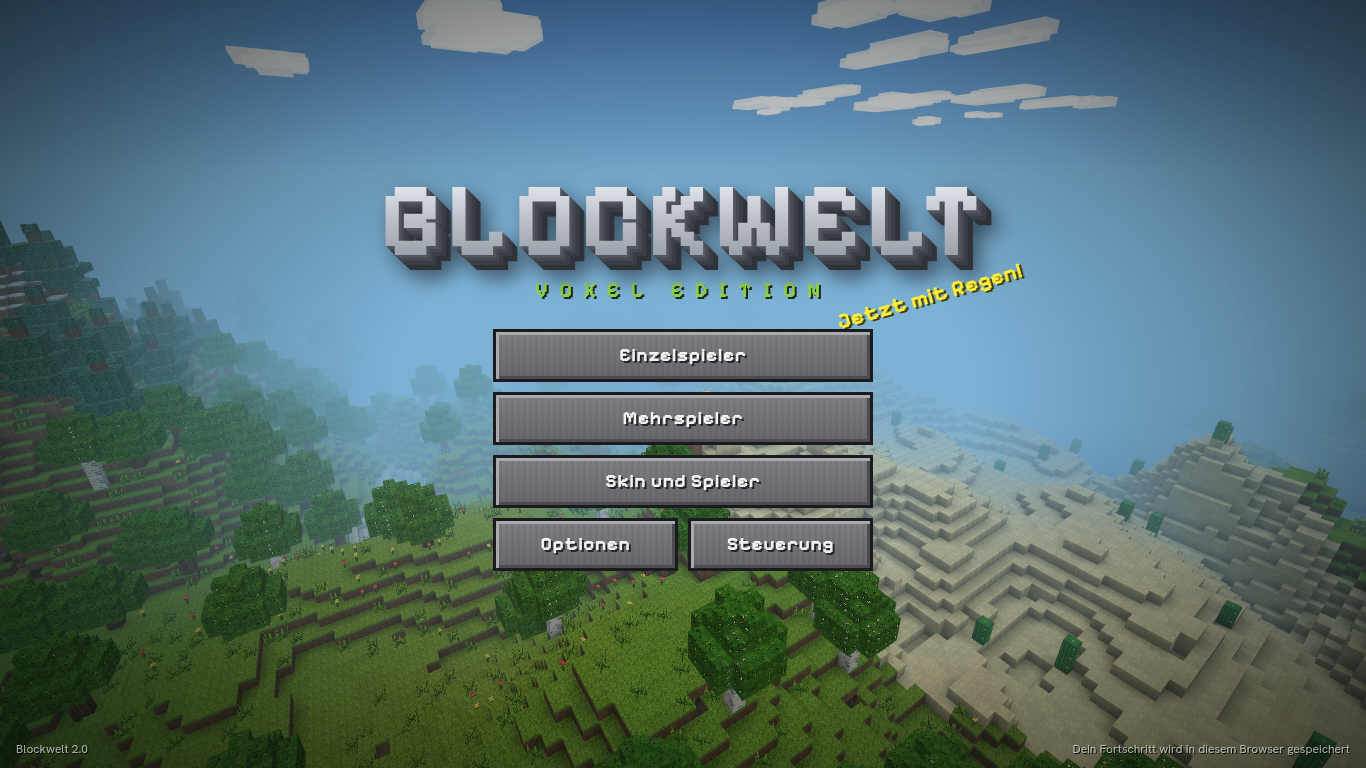 BLOCKWELT
VOXEL EDITION
Jetzt mit Regen!
Einzelspieler
Mehrspieler
Skin und Spieler
Optionen
Steuerung
Blockwelt 2.0
Dein Fortschritt wird in diesem Browser gespeichert